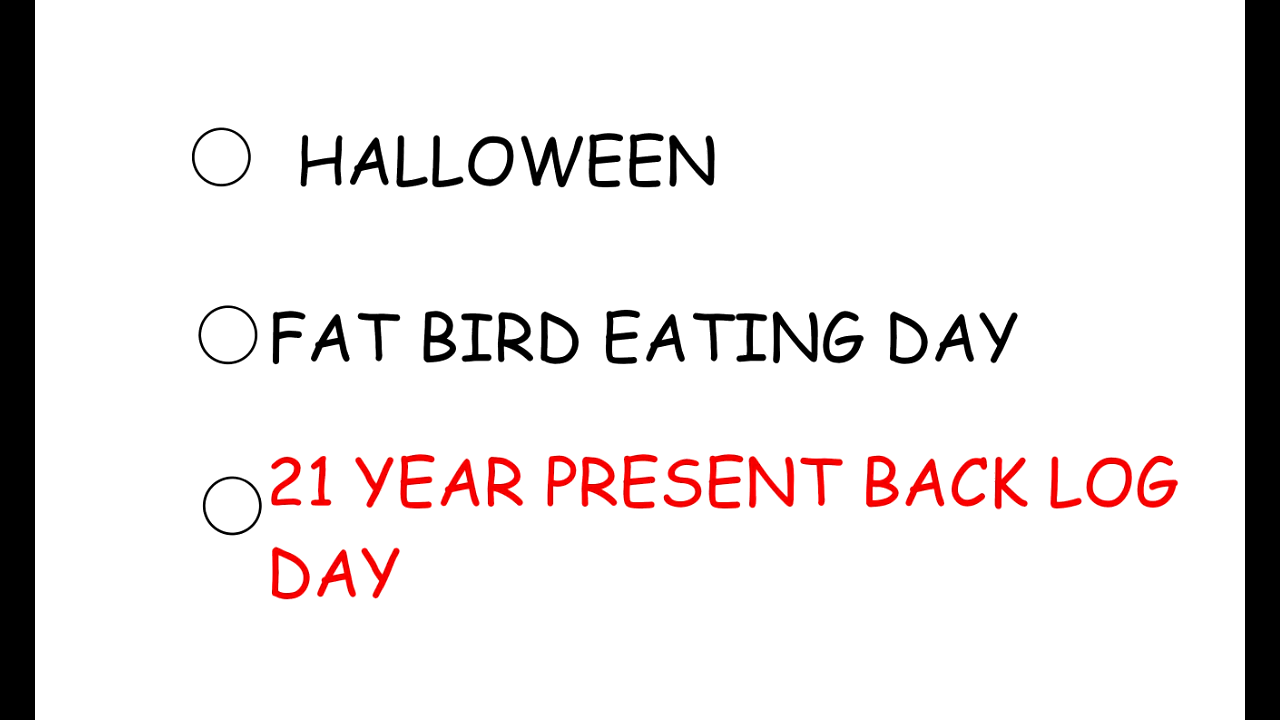 HALLOWEEN
FAT BIRD EATING DAY
21 YEAR PRESENT BACK LOG
DAY